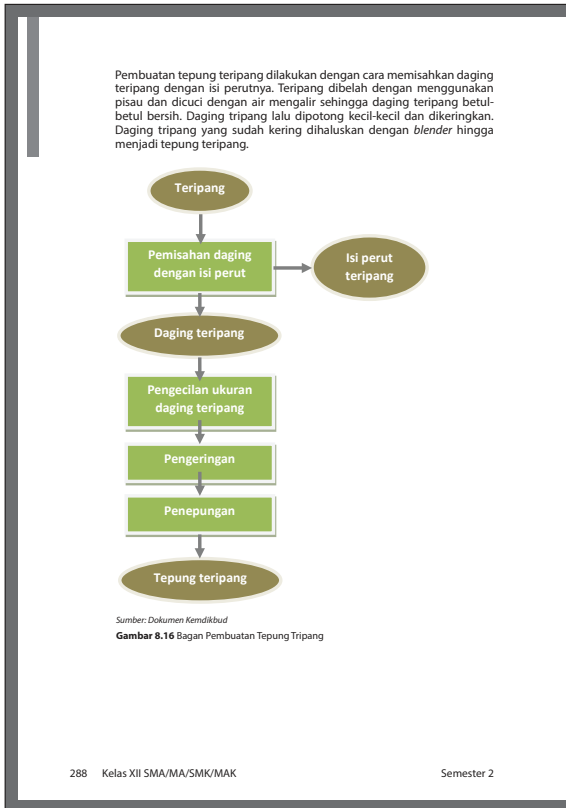 Pembuatan tepung teripang dilakukan dengan cara memisahkan daging
teripang dengan isi perutnya. Teripang dibelah dengan menggunakan
pisau dan dicuci dengan air mengalir sehingga daging teripang betul-
betul bersih. Daging tripang lalu dipotong kecil-kecil dan dikeringkan.
Daging tripang yang sudah kering dihaluskan dengan blender hingga
menjadi tepung teripang.
Teripang
Pemisahan daging
dengan isi perut
Isi perut
teripang
Daging teripang
Pengecilan ukuran
daging teripang
Pengeringan
Penepungan
Tepung teripang
Sumber: Dokumen Kemdikbud
Gambar 8.16 Bagan Pembuatan Tepung Tripang
288 Kelas XII SMA/MA/SMK/MAK
Semester 2